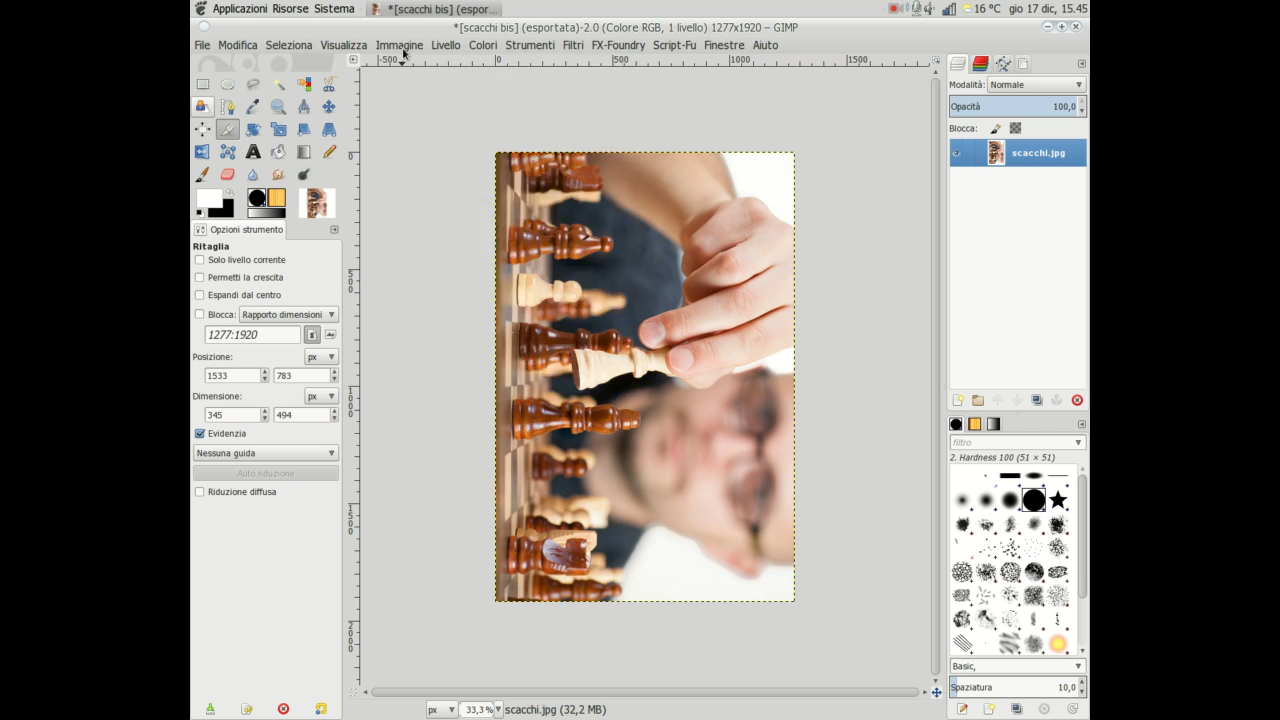 Applicazioni Risorse Sistema
*[scacchi bis] (espor...
16 °C gio 17 dic, 15.45
*[scacchi bis] (esportata)-2.0 (Colore RGB, 1 livello) 1277x1920 – GIMP
File Modifica Seleziona Visualizza Immagine Livello Colori Strumenti Filtri FX-Foundry Script-Fu Finestre Aiuto
-500 0 500 1000 1500
Modalità: Normale
Opacità 100,0
Blocca:
scacchi.jpg
0
500
1000
1500
2000
Opzioni strumento
Ritaglia
Solo livello corrente
Permetti la crescita
Espandi dal centro
Blocca: Rapporto dimensioni
1277:1920
Posizione: px
1533 783
Dimensione: px
345 494
Evidenzia
Nessuna guida
Auto riduzione
Riduzione diffusa
filtro
2. Hardness 100 (51 × 51)
Basic,
Spaziatura 10,0
px 33,3% scacchi.jpg (32,2 MB)